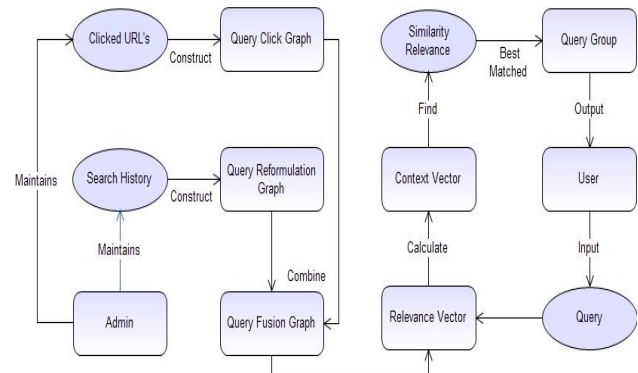 Clicked URL's
Construct
Query Click Graph
Similarity
Relevance
Best
Matched
Query Group
Find
Output
Maintains
Search History
Construct
Query Reformulation
Graph
Context Vector
User
Maintains
Calculate
Input
Combine
Admin
Query Fusion Graph
Relevance Vector
Query